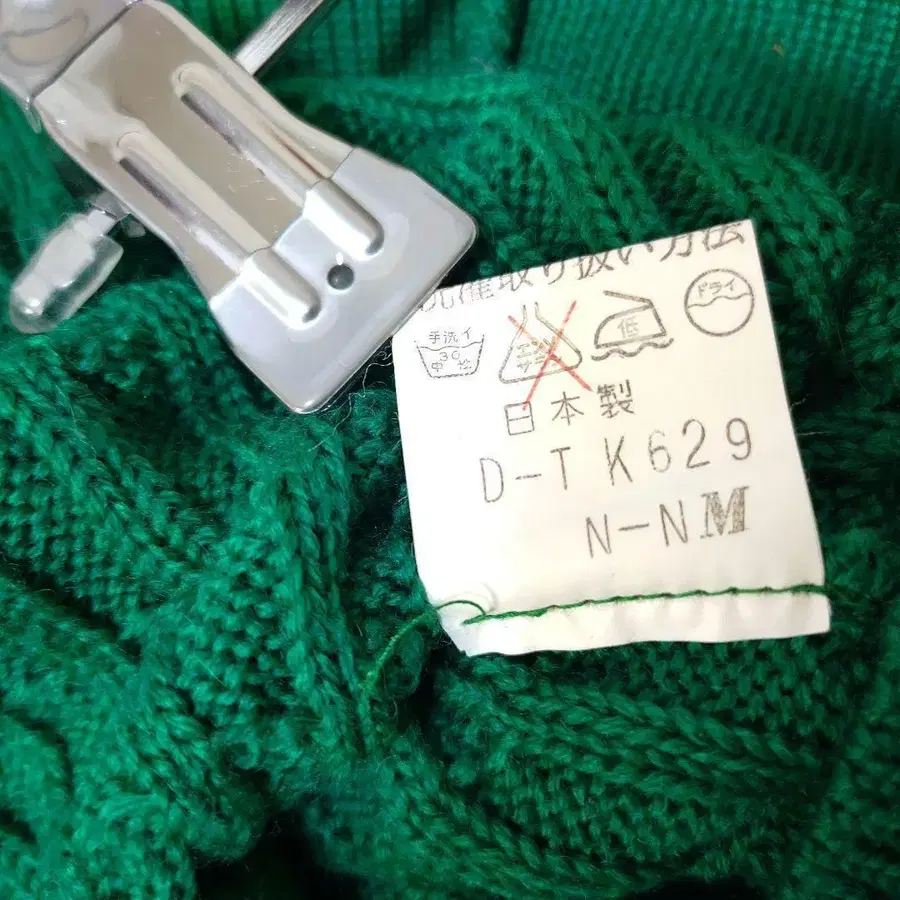 洗濯取り扱い方法
手洗イ
30
中性
エンソ
サラシ
低
ドライ
日本製
D-T K629
N-N M